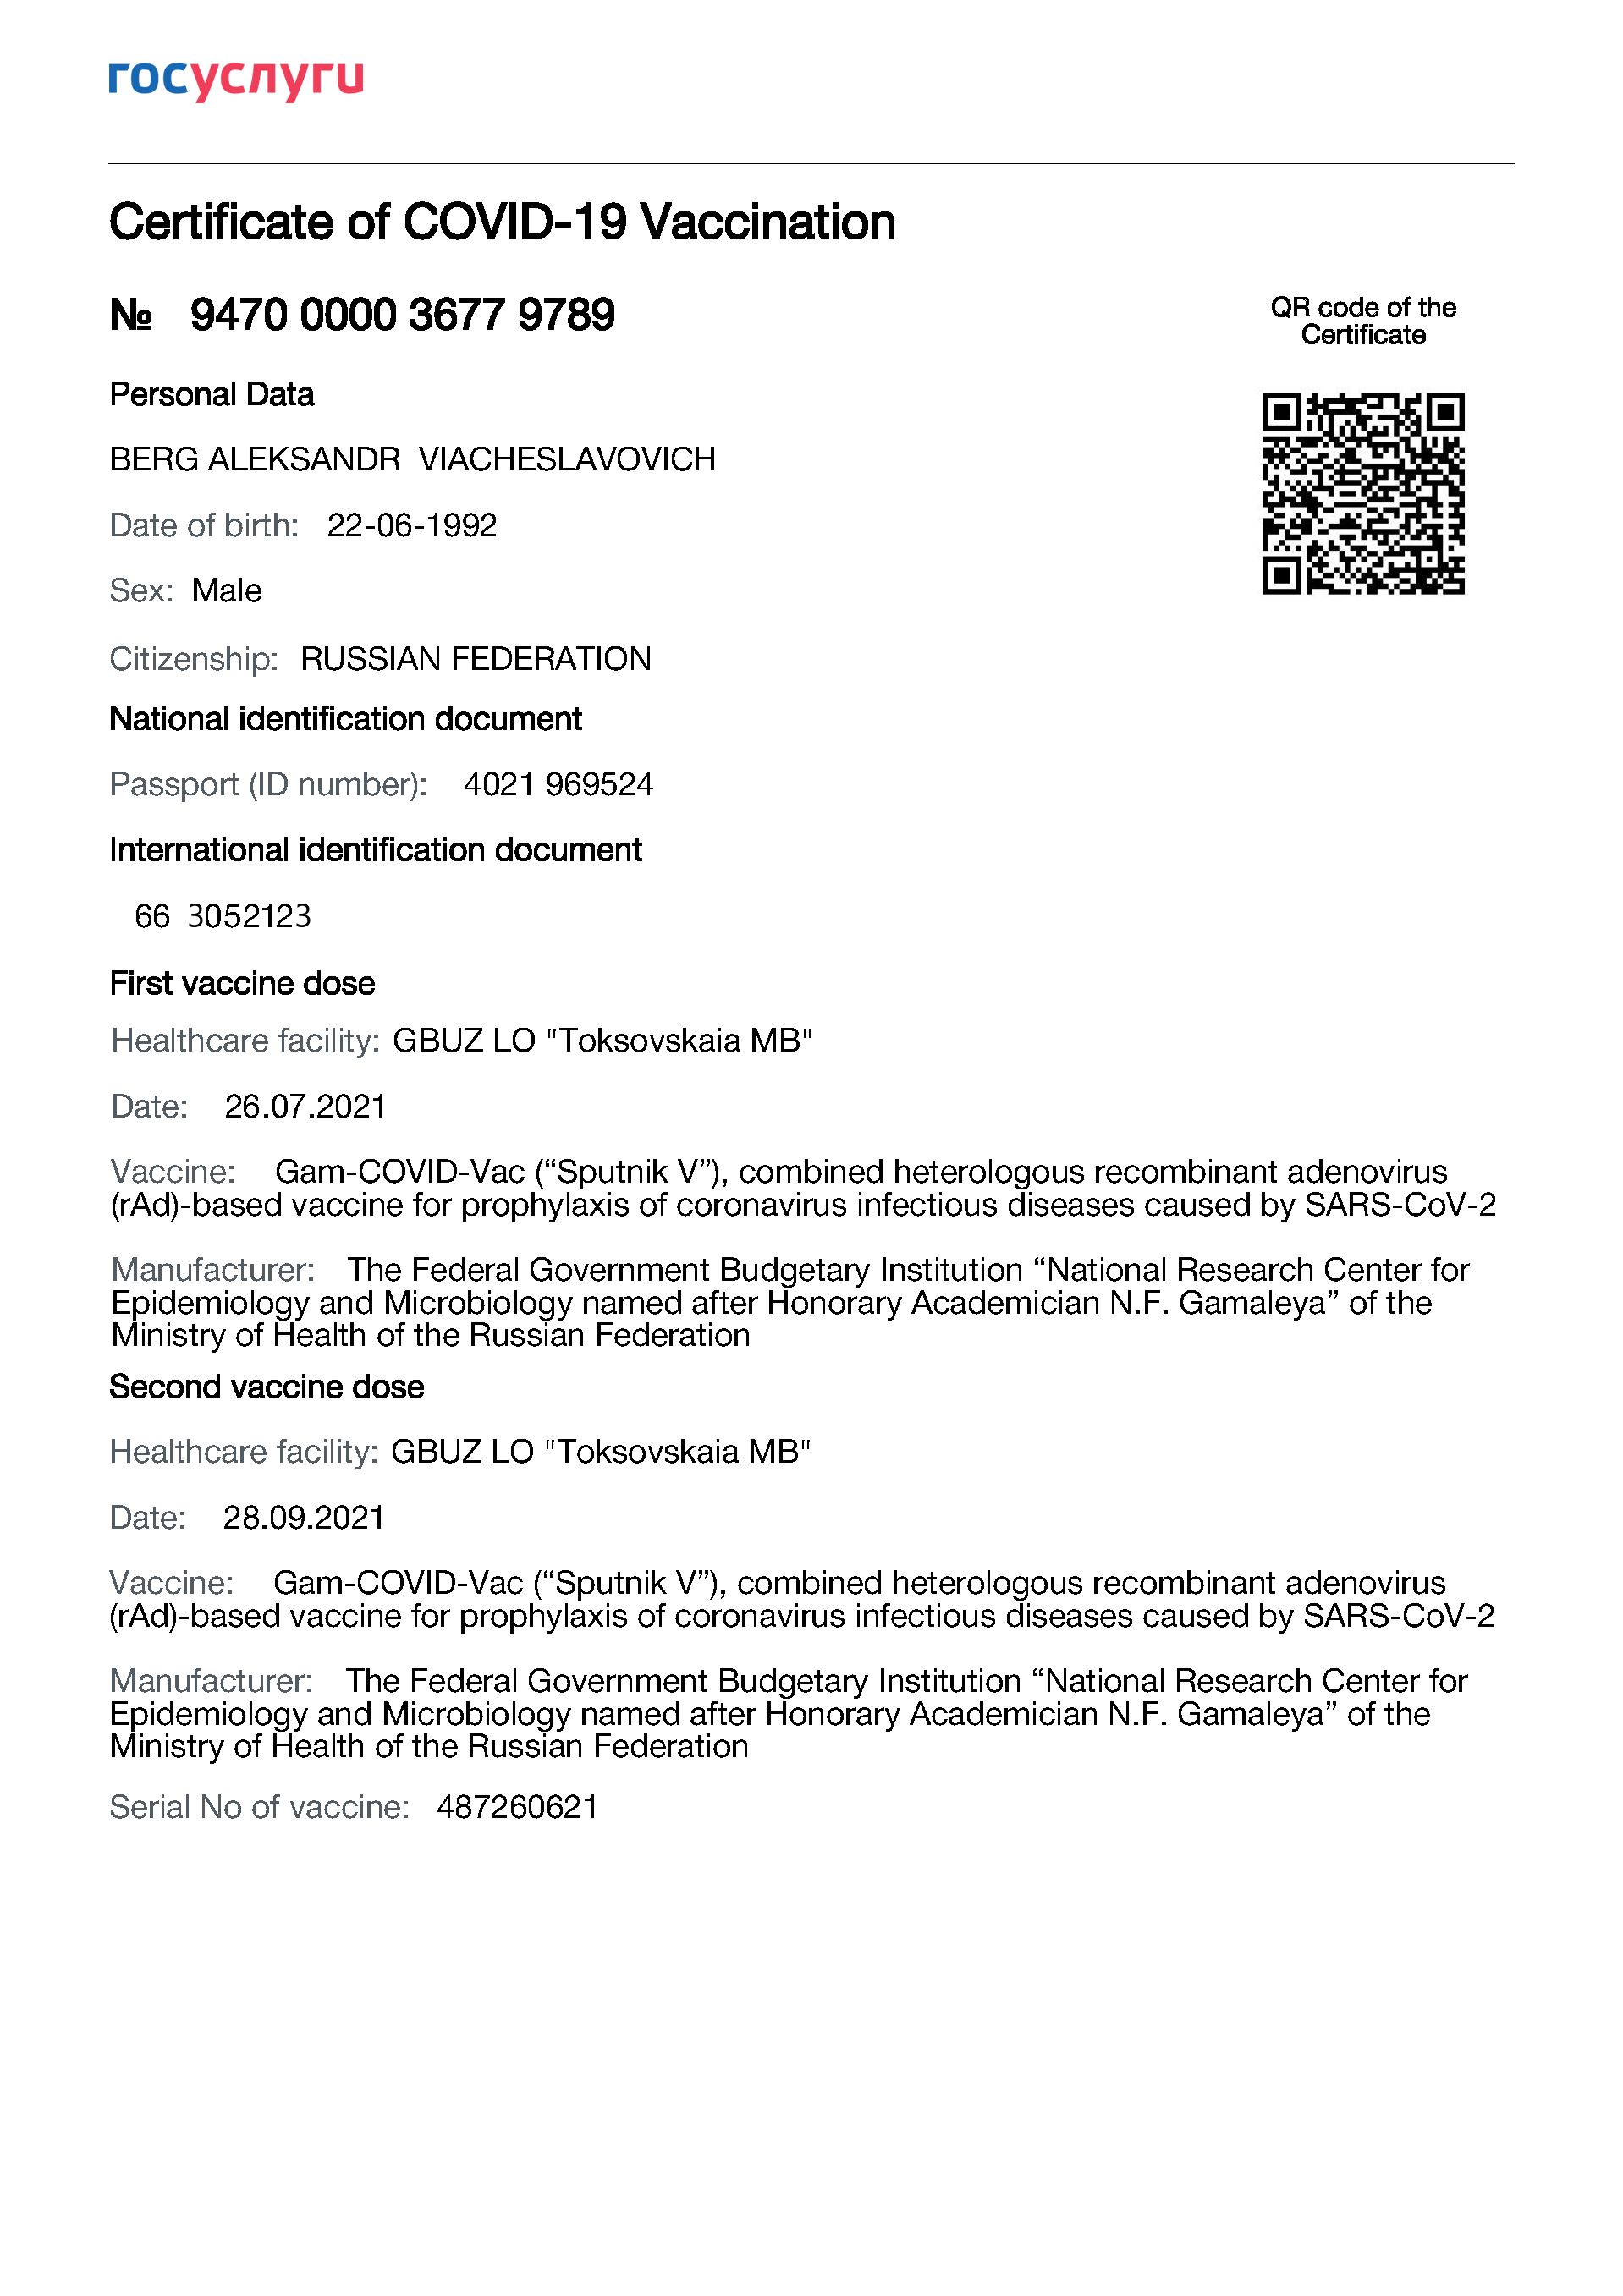 госуслуги
Certificate of COVID-19 Vaccination
№ 9470 0000 3677 9789
QR code of the
Certificate
Personal Data
BERG ALEKSANDR VIACHESLAVOVICH
Date of birth: 22-06-1992
Sex: Male
Citizenship: RUSSIAN FEDERATION
National identification document
Passport (ID number): 4021 969524
International identification document
66 3052123
First vaccine dose
Healthcare facility: GBUZ LO "Toksovskaia MB"
Date: 26.07.2021
Vaccine: Gam-COVID-Vac (“Sputnik V”), combined heterologous recombinant adenovirus
(rAd)-based vaccine for prophylaxis of coronavirus infectious diseases caused by SARS-CoV-2
Manufacturer: The Federal Government Budgetary Institution “National Research Center for
Epidemiology and Microbiology named after Honorary Academician N.F. Gamaleya” of the
Ministry of Health of the Russian Federation
Second vaccine dose
Healthcare facility: GBUZ LO "Toksovskaia MB"
Date: 28.09.2021
Vaccine: Gam-COVID-Vac (“Sputnik V”), combined heterologous recombinant adenovirus
(rAd)-based vaccine for prophylaxis of coronavirus infectious diseases caused by SARS-CoV-2
Manufacturer: The Federal Government Budgetary Institution “National Research Center for
Epidemiology and Microbiology named after Honorary Academician N.F. Gamaleya” of the
Ministry of Health of the Russian Federation
Serial No of vaccine: 487260621